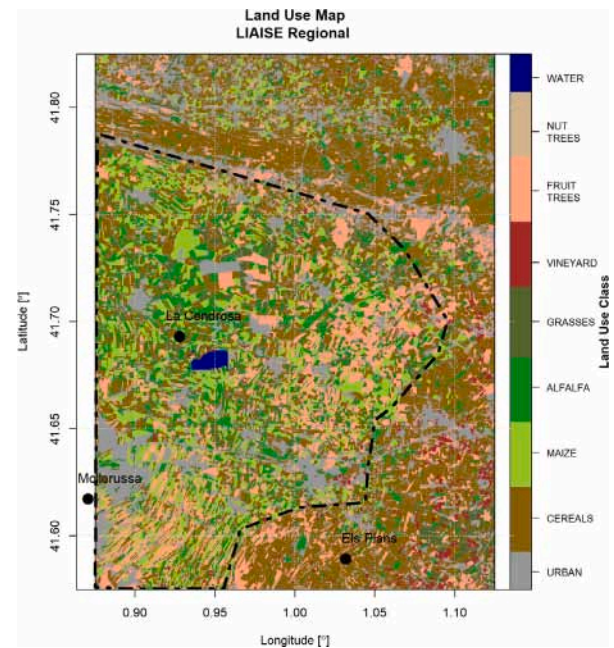 Land Use Map
LIAISE Regional
Latitude [°]
41.80
41.75
41.70
41.65
41.60
La Cendrosa
Mollerussa
Els Plans
0.90
0.95
1.00
1.05
1.10
Longitude [°]
WATER
NUT
TREES
FRUIT
TREES
VINEYARD
GRASSES
ALFALFA
MAIZE
CEREALS
URBAN
Land Use Class